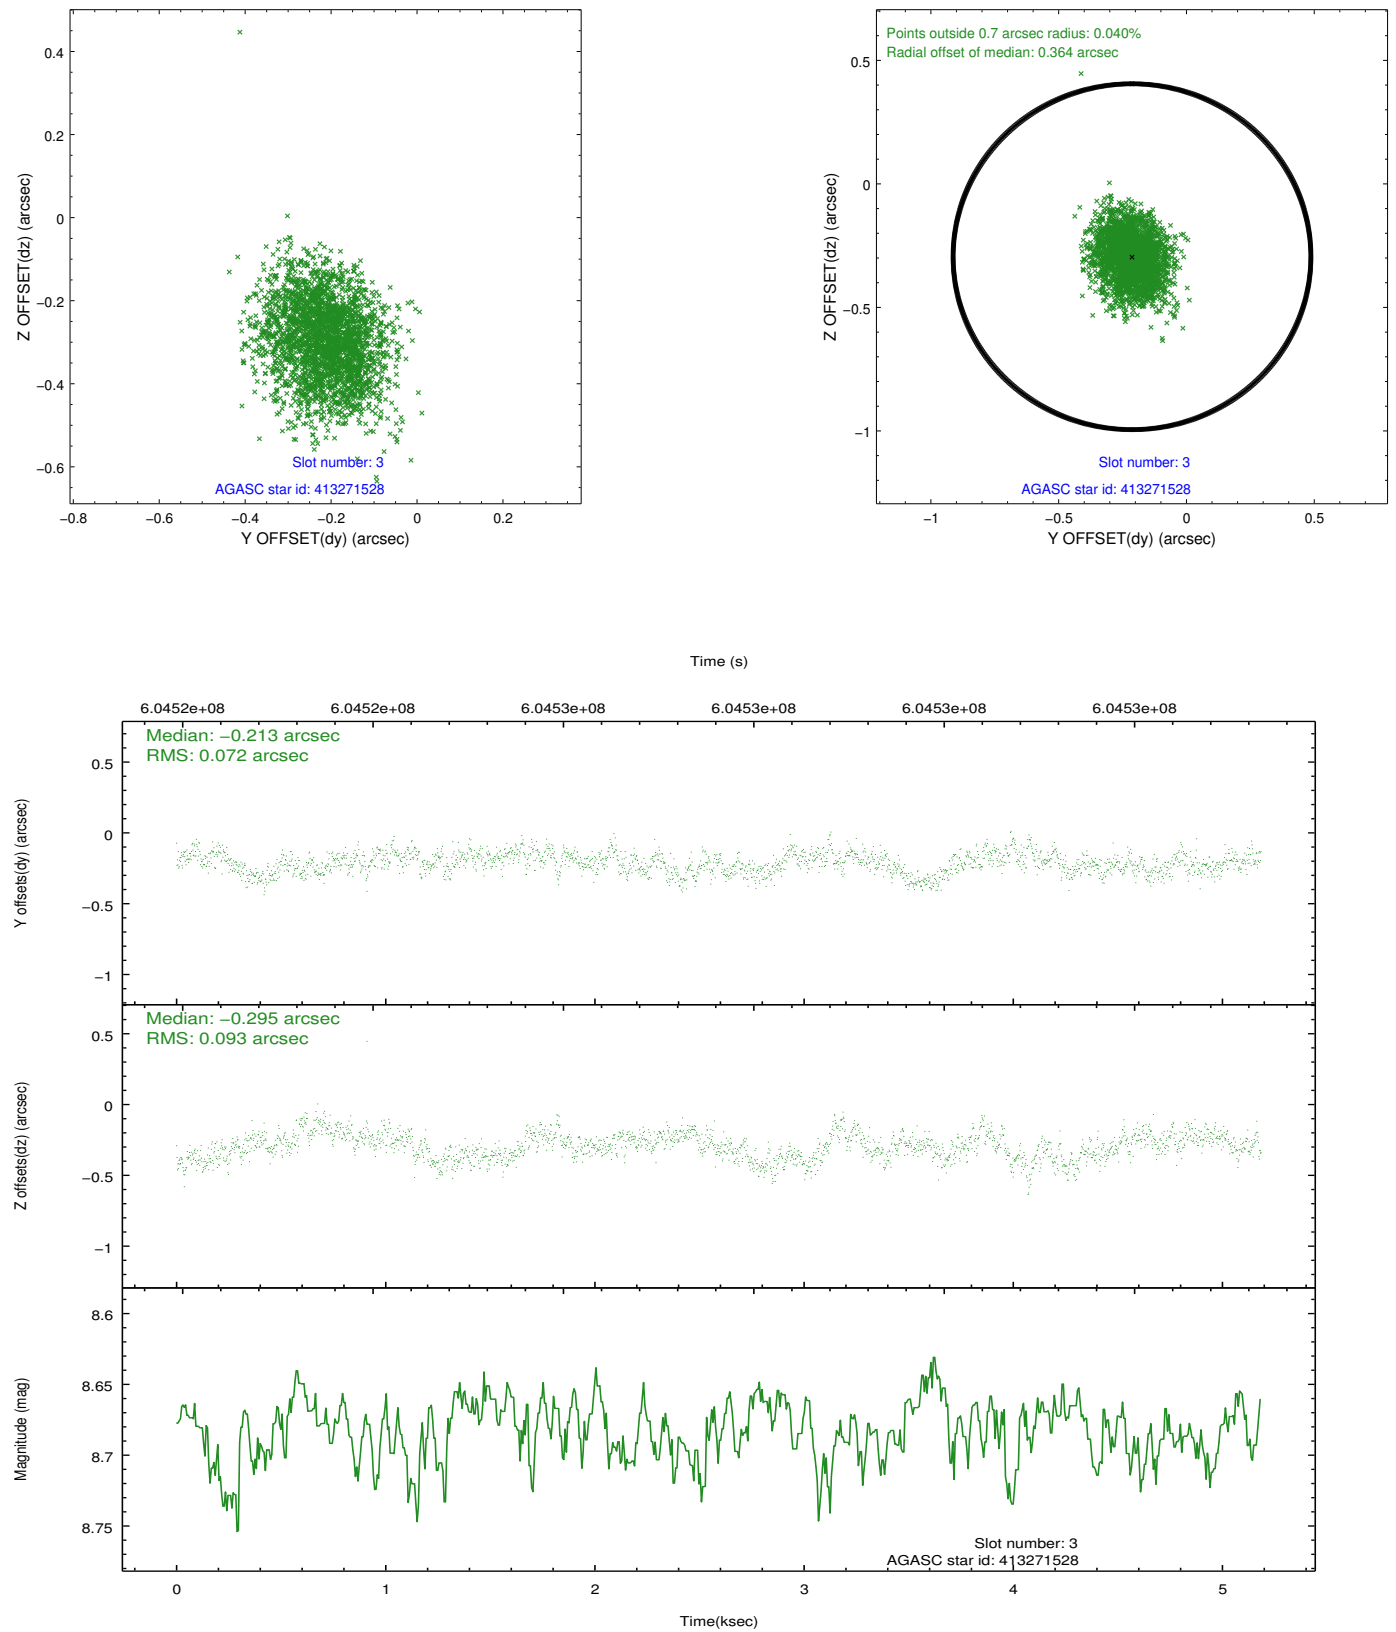 0.4
0.2
0
−0.2
−0.4
−0.6
Z OFFSET(dz) (arcsec)
Slot number: 3
AGASC star id: 413271528
−0.8
−0.6
−0.4
−0.2
0
0.2
Y OFFSET(dy) (arcsec)
Points outside 0.7 arcsec radius: 0.040%
Radial offset of median: 0.364 arcsec
0.5
0
−0.5
−1
Z OFFSET(dz) (arcsec)
Slot number: 3
AGASC star id: 413271528
−1
−0.5
0
0.5
Y OFFSET(dy) (arcsec)
Time (s)
6.0452e+08
6.0452e+08
6.0453e+08
6.0453e+08
6.0453e+08
6.0453e+08
Median: −0.213 arcsec
RMS: 0.072 arcsec
0.5
0
−0.5
−1
Y offsets(dy) (arcsec)
Median: −0.295 arcsec
RMS: 0.093 arcsec
0.5
0
−0.5
−1
Z offsets(dz) (arcsec)
8.6
8.65
8.7
8.75
Magnitude (mag)
Slot number: 3
AGASC star id: 413271528
0
1
2
3
4
5
Time(ksec)